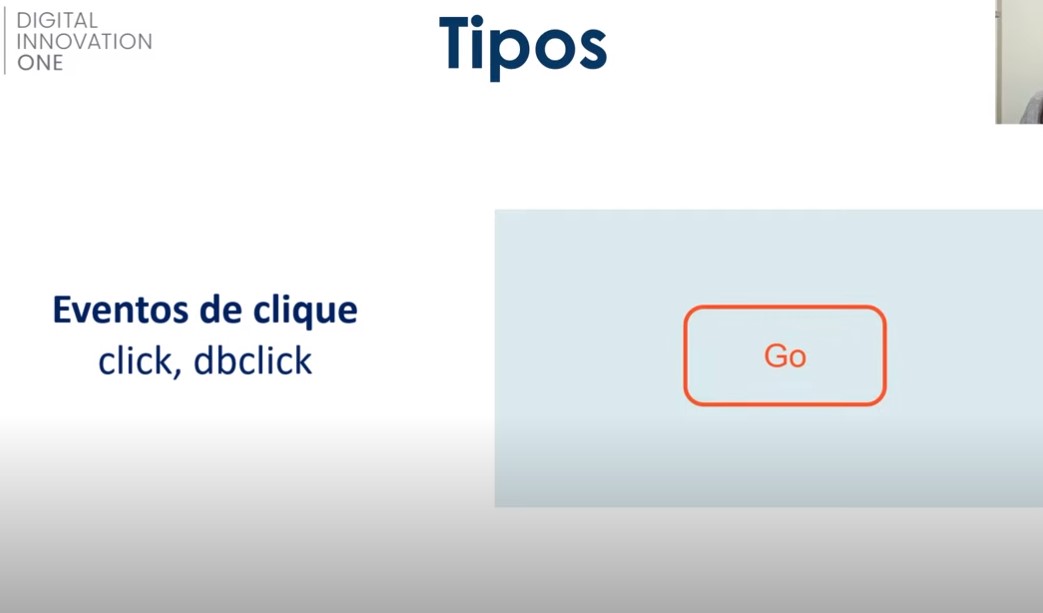 DIGITAL
INNOVATION
ONE
Tipos
Eventos de clique
click, dbclick
Go